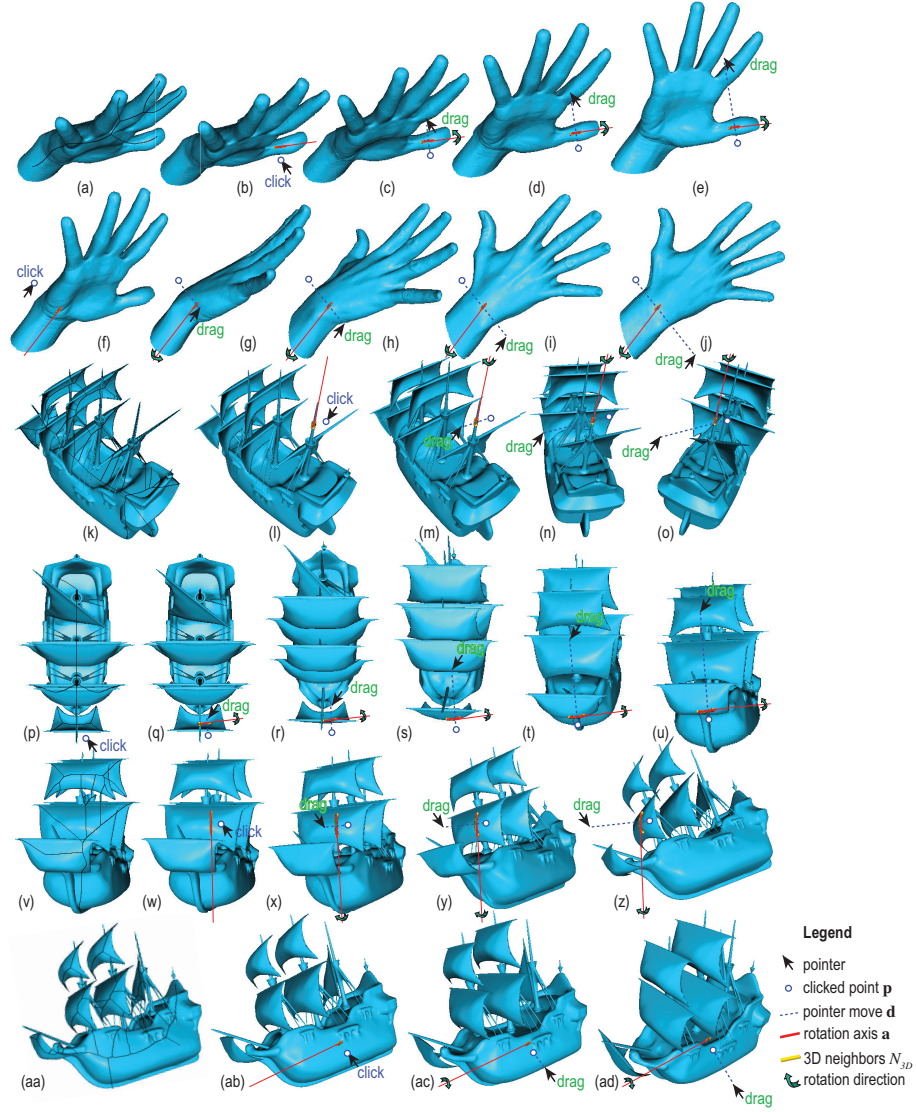 drag
drag
drag
drag
click
(a)
(b)
(c)
(d)
(e)
click
drag
drag
drag
drag
(f)
(g)
(h)
(i)
(j)
click
drag
drag
drag
(k)
(l)
(m)
(n)
(o)
drag
drag
drag
drag
drag
click
(p)
(q)
(r)
(s)
(t)
(u)
click
drag
drag
drag
(v)
(w)
(x)
(y)
(z)
click
drag
drag
(aa)
(ab)
(ac)
(ad)
Legend
pointer
clicked point p
pointer move d
rotation axis a
3D neighbors N3D
rotation direction